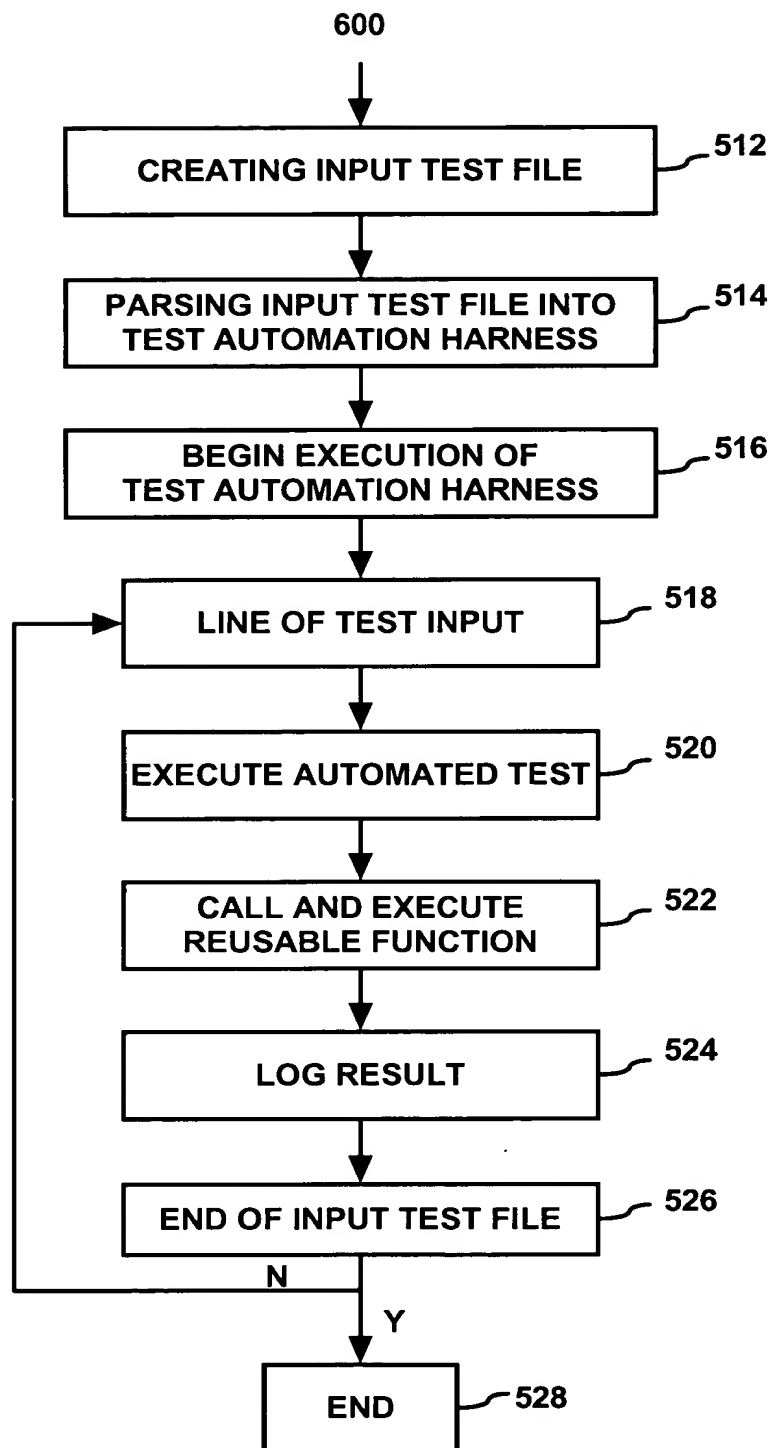 600
CREATING INPUT TEST FILE
512
PARSING INPUT TEST FILE INTO
TEST AUTOMATION HARNESS
514
BEGIN EXECUTION OF
TEST AUTOMATION HARNESS
516
LINE OF TEST INPUT
518
EXECUTE AUTOMATED TEST
520
CALL AND EXECUTE
REUSABLE FUNCTION
522
LOG RESULT
524
END OF INPUT TEST FILE
526
N
Y
END
528